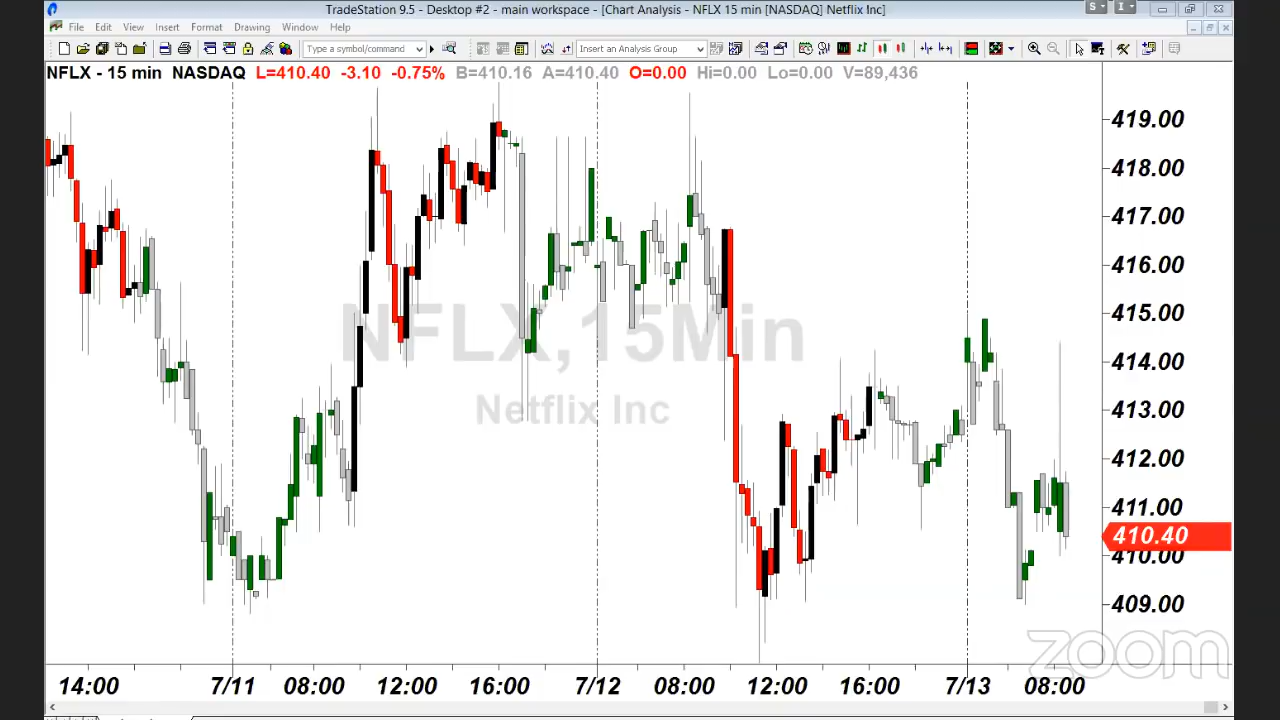 TradeStation 9.5 - Desktop #2 - main workspace - [Chart Analysis - NFLX 15 min [NASDAQ] Netflix Inc]
S I
File Edit View Insert Format Drawing Window Help
Type a symbol/command Insert an Analysis Group
NFLX - 15 min NASDAQ L=410.40 -3.10 -0.75% B=410.16 A=410.40 O=0.00 Hi=0.00 Lo=0.00 V=89,436
419.00
418.00
417.00
416.00
415.00
NFLX, 15Min
414.00
Netflix Inc
413.00
412.00
411.00
410.40
410.00
409.00
zoom
14:00 7/11 08:00 12:00 16:00 7/12 08:00 12:00 16:00 7/13 08:00